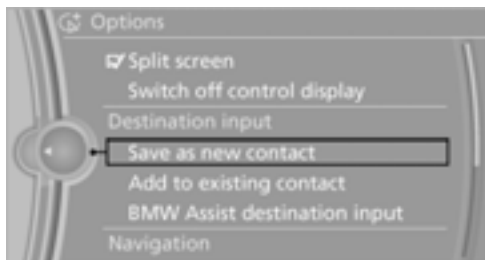 Options
Split screen
Switch off control display
Destination input
Save as new contact
Add to existing contact
BMW Assist destination input
Navigation